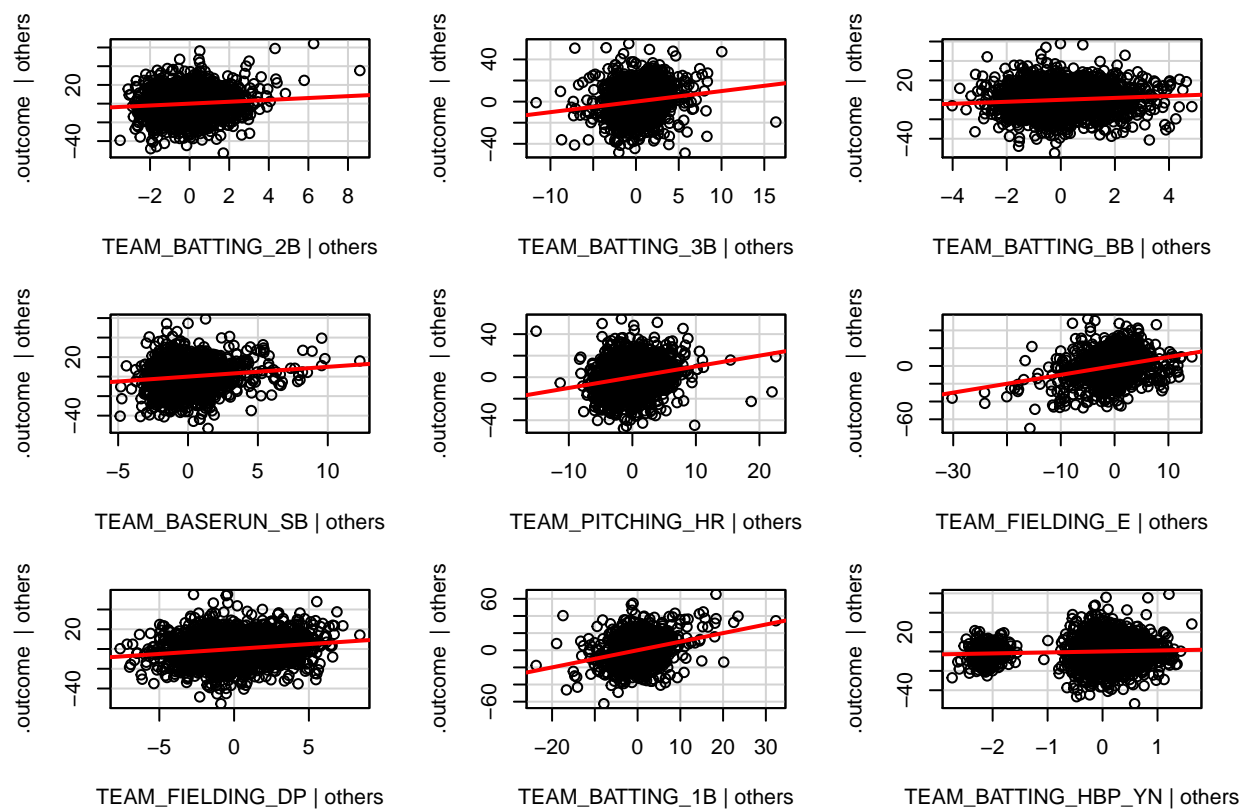 .outcome | others
20
−40
−2 0 2 4 6 8
TEAM_BATTING_2B | others
.outcome | others
40
0
−40
−10 −5 0 5 10 15
TEAM_BATTING_3B | others
.outcome | others
20
−40
−4 −2 0 2 4
TEAM_BATTING_BB | others
.outcome | others
20
−40
−5 0 5 10
TEAM_BASERUN_SB | others
.outcome | others
40
0
−40
−10 0 10 20
TEAM_PITCHING_HR | others
.outcome | others
0
−60
−30 −10 0 10
TEAM_FIELDING_E | others
.outcome | others
20
−40
−5 0 5
TEAM_FIELDING_DP | others
.outcome | others
60
0
−60
−20 0 10 20 30
TEAM_BATTING_1B | others
.outcome | others
20
−40
−2 −1 0 1
TEAM_BATTING_HBP_YN | others